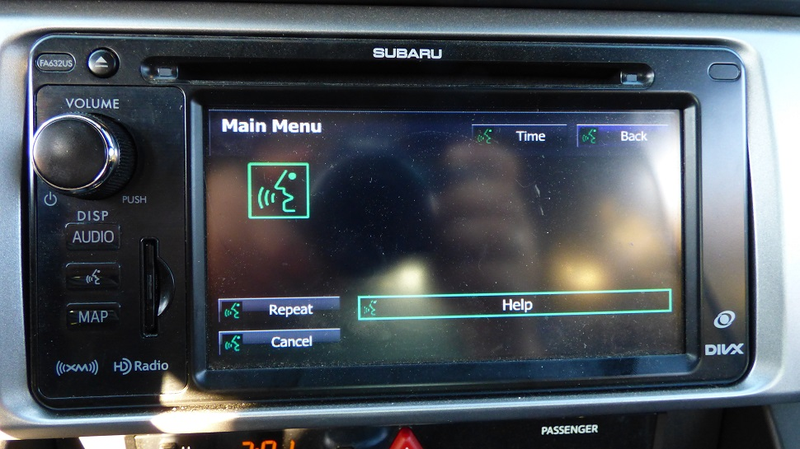 SUBARU
FA632US
VOLUME
PUSH
DISP
AUDIO
MAP
XM
HD Radio
Main Menu
Time
Back
Repeat
Help
Cancel
DIVX
PASSENGER